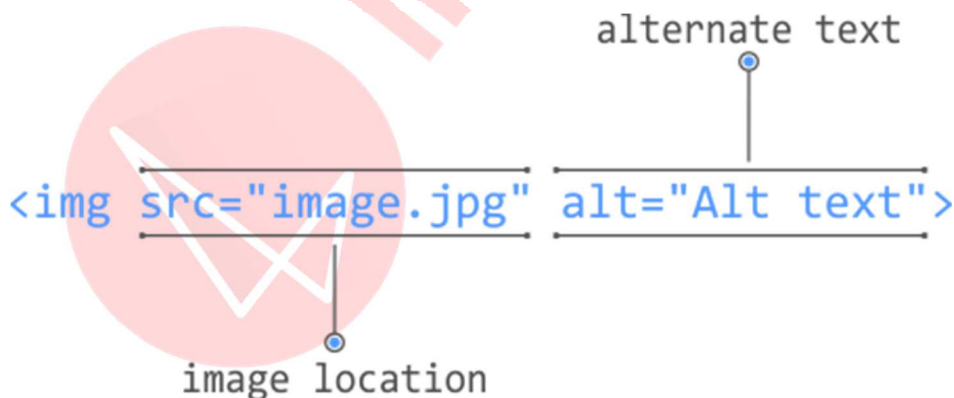 alternate text
<img src="image.jpg" alt="Alt text">
image location